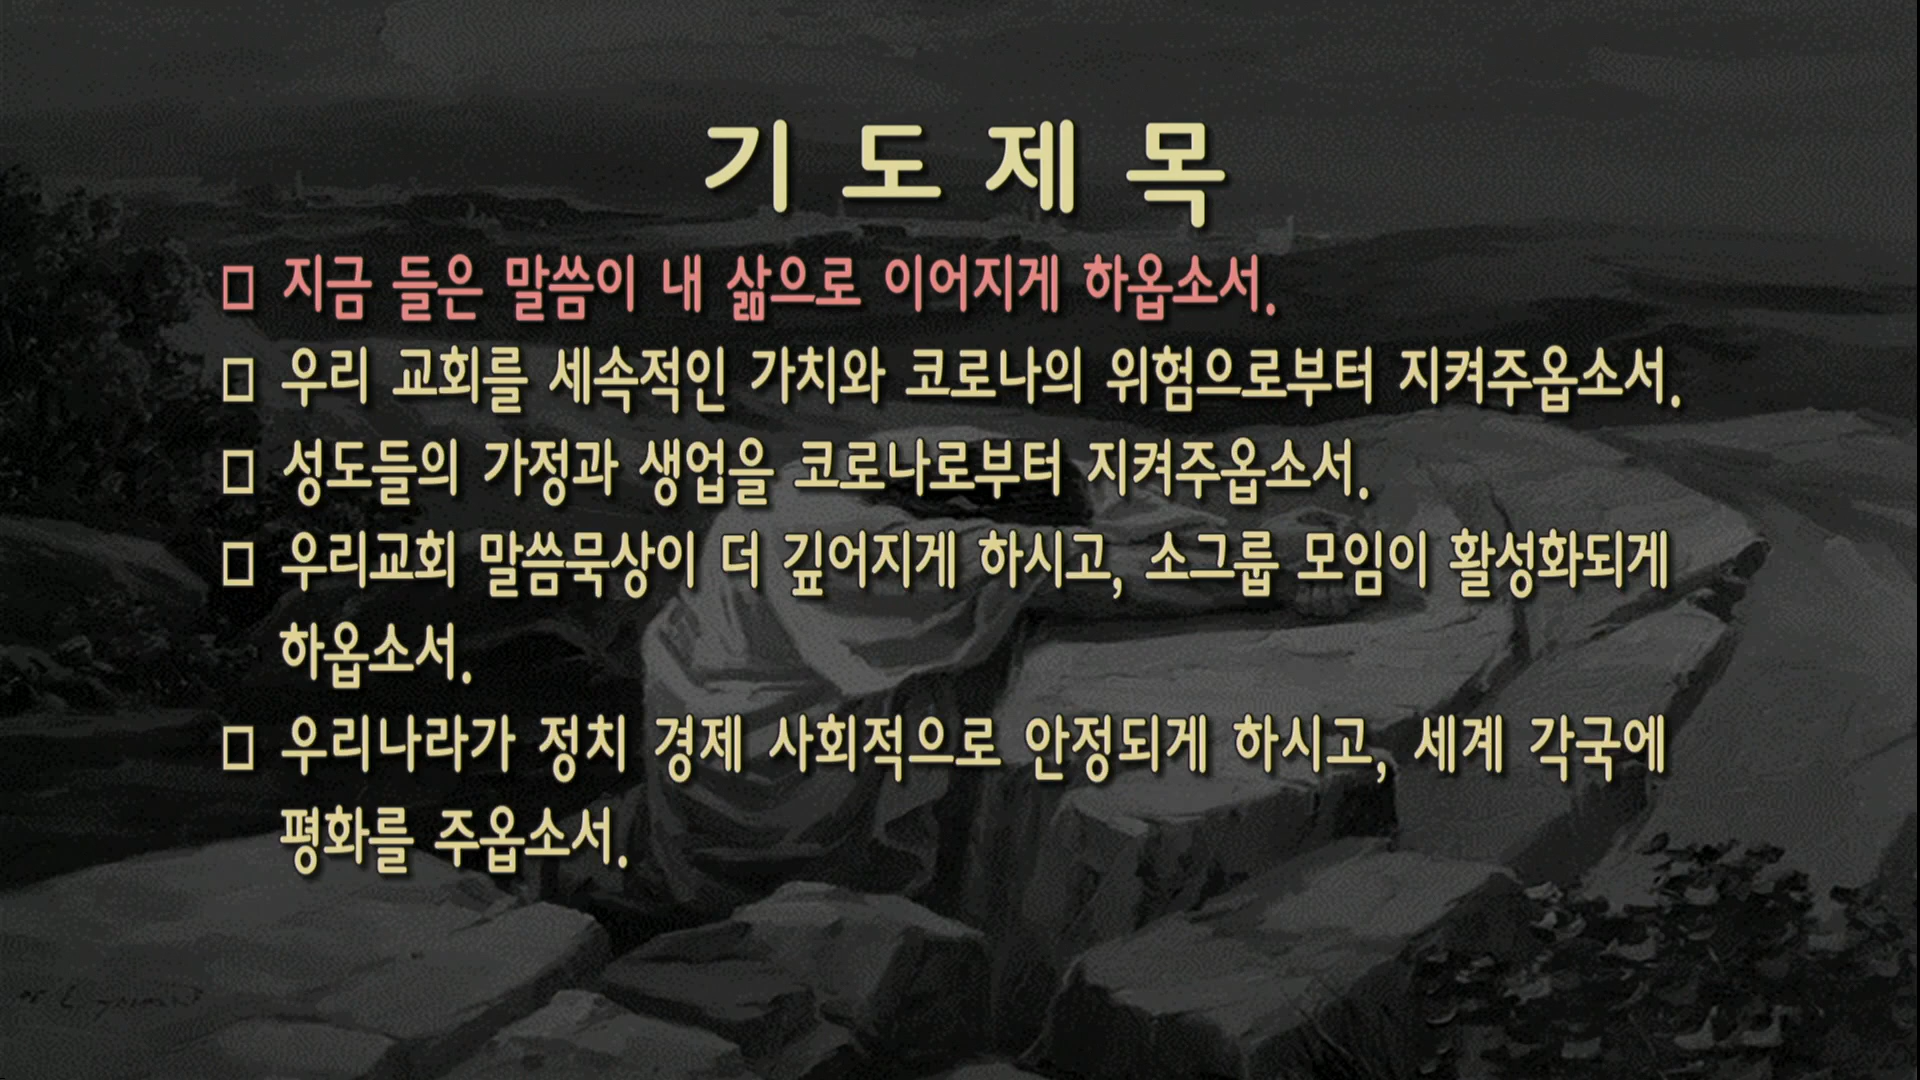 기 도 제 목
□ 지금 들은 말씀이 내 삶으로 이어지게 하옵소서.
□ 우리 교회를 세속적인 가치와 코로나의 위험으로부터 지켜주옵소서.
□ 성도들의 가정과 생업을 코로나로부터 지켜주옵소서.
□ 우리교회 말씀묵상이 더 깊어지게 하시고, 소그룹 모임이 활성화되게
하옵소서.
□ 우리나라가 정치 경제 사회적으로 안정되게 하시고, 세계 각국에
평화를 주옵소서.